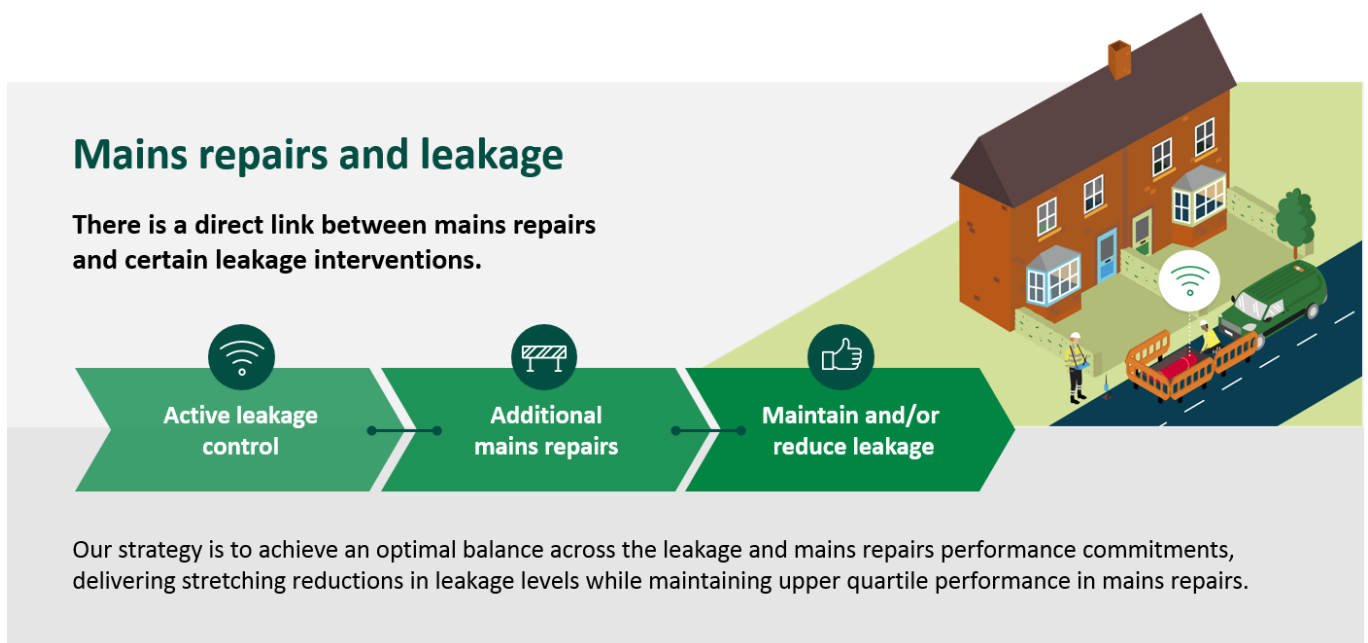 Mains repairs and leakage
There is a direct link between mains repairs
and certain leakage interventions.
Active leakage
control
Additional
mains repairs
Maintain and/or
reduce leakage
Our strategy is to achieve an optimal balance across the leakage and mains repairs performance commitments,
delivering stretching reductions in leakage levels while maintaining upper quartile performance in mains repairs.